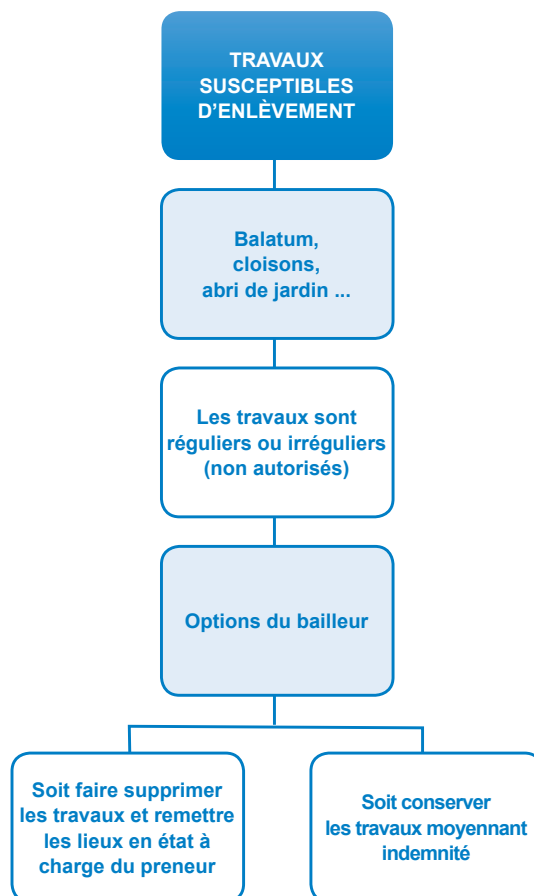 TRAVAUX
SUSCEPTIBLES
D'ENLÈVEMENT
Balatum,
cloisons,
abri de jardin ...
Les travaux sont
réguliers ou irréguliers
(non autorisés)
Options du bailleur
Soit faire supprimer
les travaux et remettre
les lieux en état à
charge du preneur
Soit conserver
les travaux moyennant
indemnité